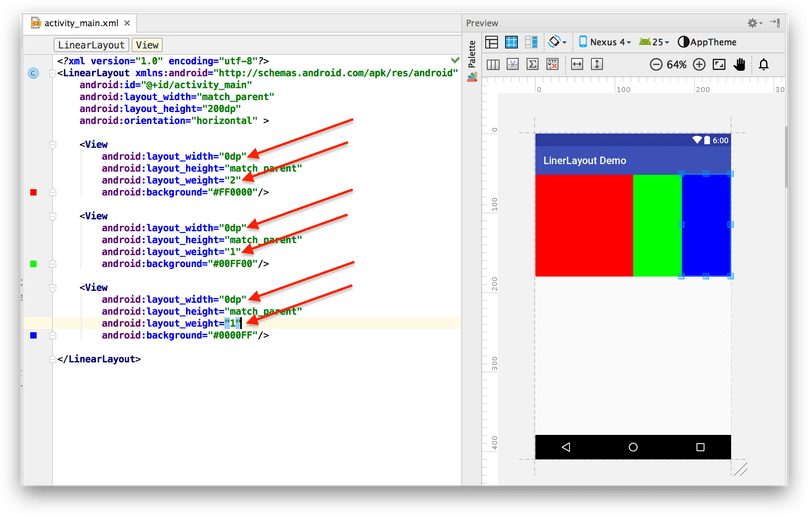 activity_main.xml
Preview
LinearLayout
View
Palette
Nexus 4
25
AppTheme
64%
<?xml version="1.0" encoding="utf-8"?>
<LinearLayout xmlns:android="http://schemas.android.com/apk/res/android"
android:id="@+id/activity_main"
android:layout_width="match_parent"
android:layout_height="200dp"
android:orientation="horizontal" >
<View
android:layout_width="0dp"
android:layout_height="match_parent"
android:layout_weight="2"
android:background="#FF0000"/>
<View
android:layout_width="0dp"
android:layout_height="match_parent"
android:layout_weight="1"
android:background="#00FF00"/>
<View
android:layout_width="0dp"
android:layout_height="match_parent"
android:layout_weight="1"
android:background="#0000FF"/>
</LinearLayout>
0 100 200 300
0
100
200
300
400
6:00
LinerLayout Demo